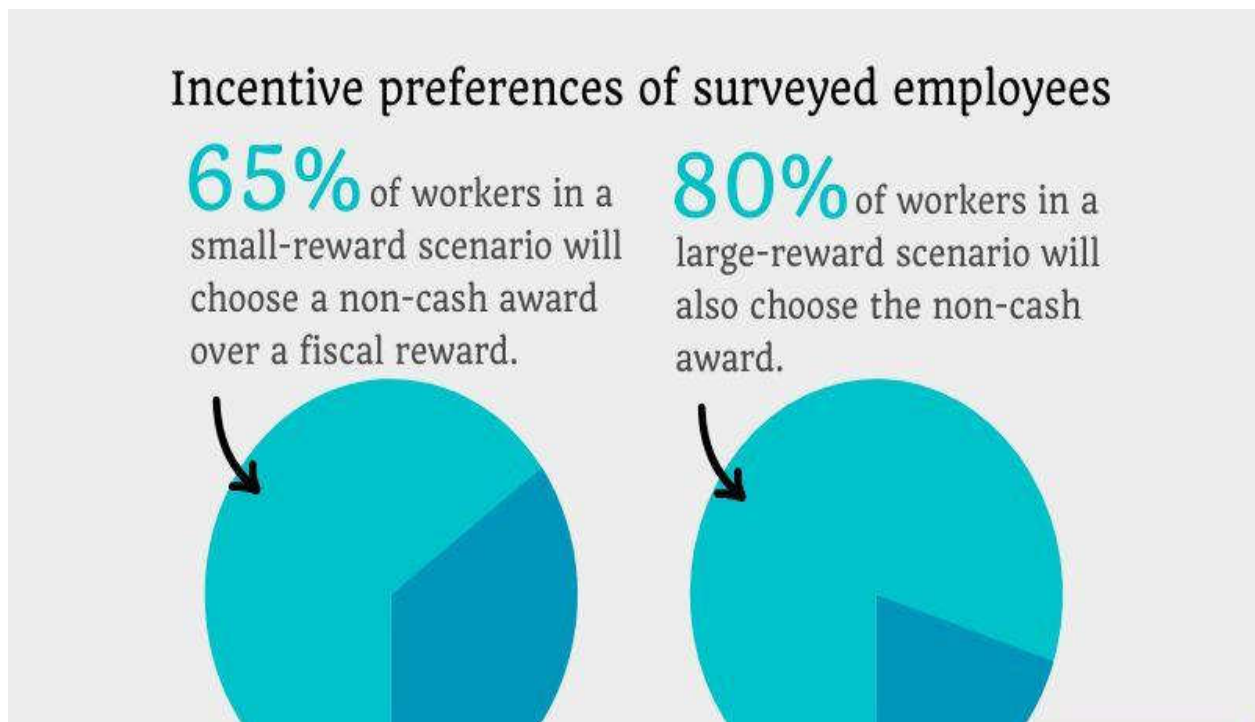 Incentive preferences of surveyed employees
65% of workers in a
small-reward scenario will
choose a non-cash award
over a fiscal reward.
80% of workers in a
large-reward scenario will
also choose the non-cash
award.